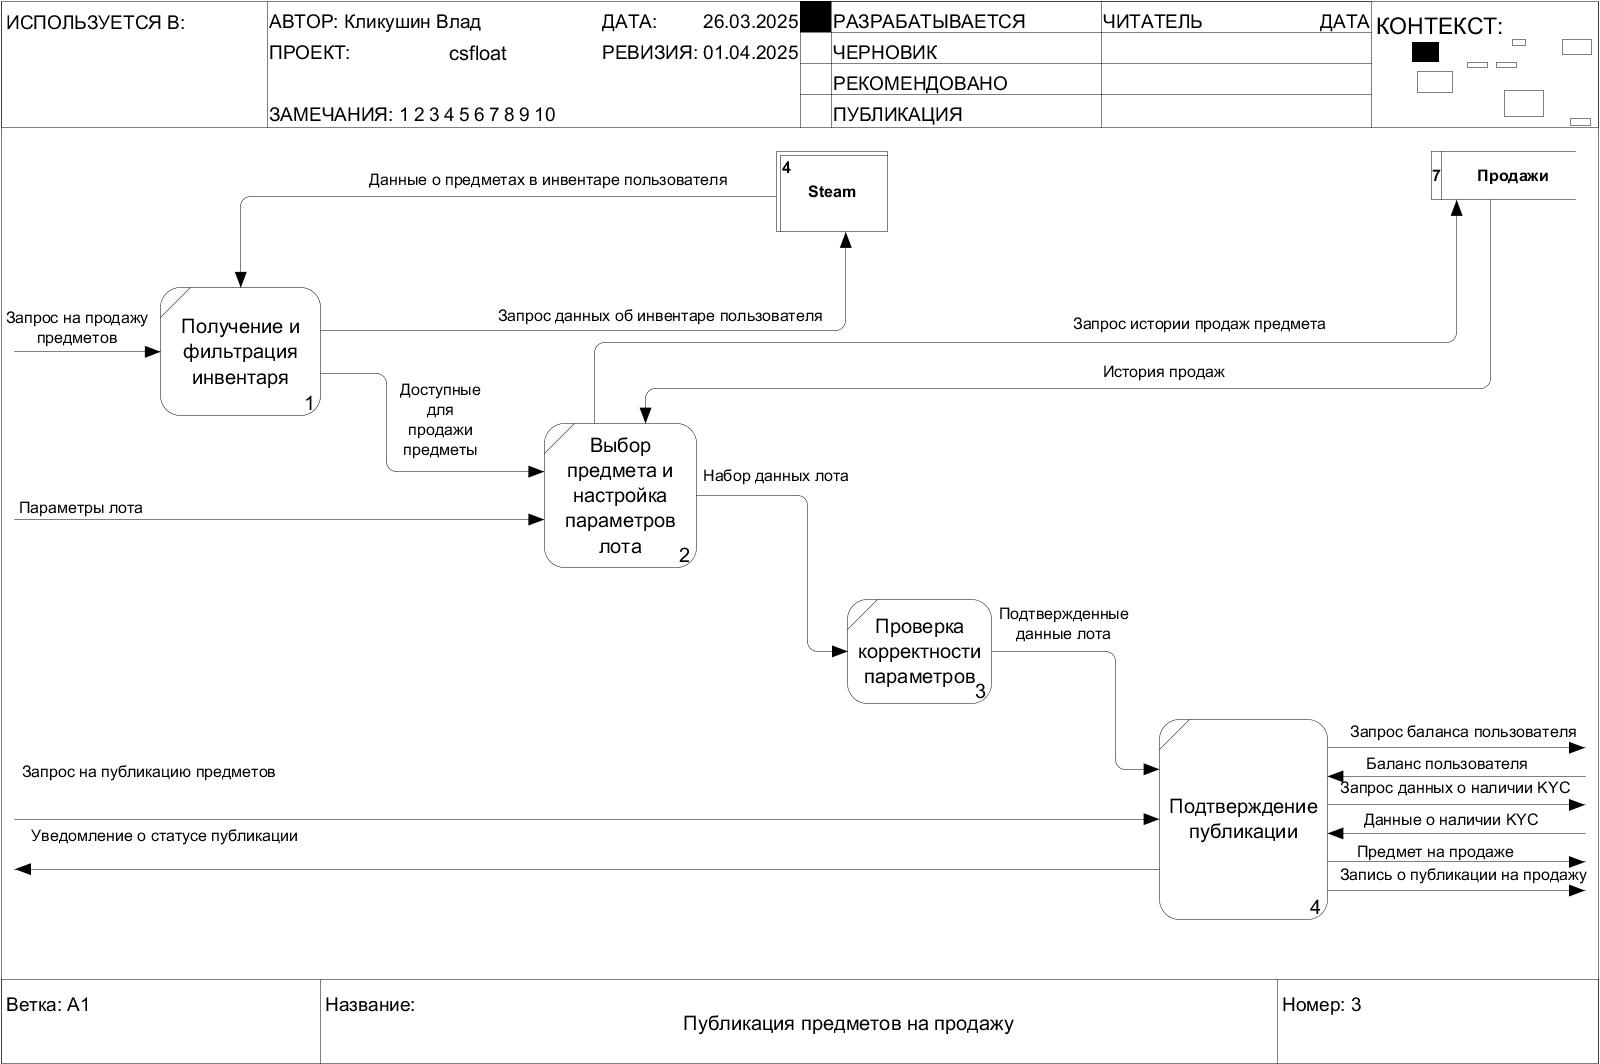 ИСПОЛЬЗУЕТСЯ В:
АВТОР: Кликушин Влад
ДАТА: 26.03.2025
ПРОЕКТ: csfloat
РЕВИЗИЯ: 01.04.2025
ЗАМЕЧАНИЯ: 1 2 3 4 5 6 7 8 9 10
РАЗРАБАТЫВАЕТСЯ
ЧЕРНОВИК
РЕКОМЕНДОВАНО
ПУБЛИКАЦИЯ
ЧИТАТЕЛЬ
ДАТА
КОНТЕКСТ:
Данные о предметах в инвентаре пользователя
4
Steam
7
Продажи
Запрос на продажу
предметов
Получение и
фильтрация
инвентаря
1
Запрос данных об инвентаре пользователя
Запрос истории продаж предмета
История продаж
Доступные
для
продажи
предметы
Выбор
предмета и
настройка
параметров
лота
2
Параметры лота
Набор данных лота
Проверка
корректности
параметров
3
Подтвержденные
данные лота
Запрос на публикацию предметов
Уведомление о статусе публикации
Подтверждение
публикации
4
Запрос баланса пользователя
Баланс пользователя
Запрос данных о наличии KYC
Данные о наличии KYC
Предмет на продаже
Запись о публикации на продажу
Ветка: A1
Название:
Публикация предметов на продажу
Номер: 3